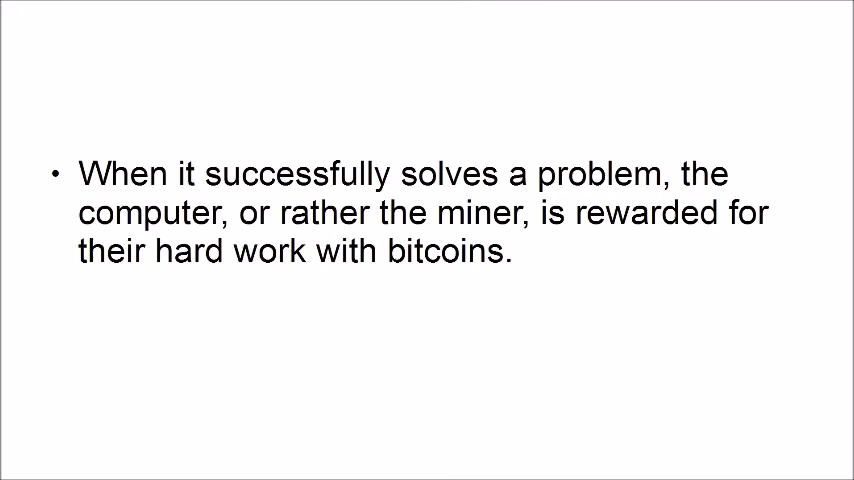 • When it successfully solves a problem, the
computer, or rather the miner, is rewarded for
their hard work with bitcoins.